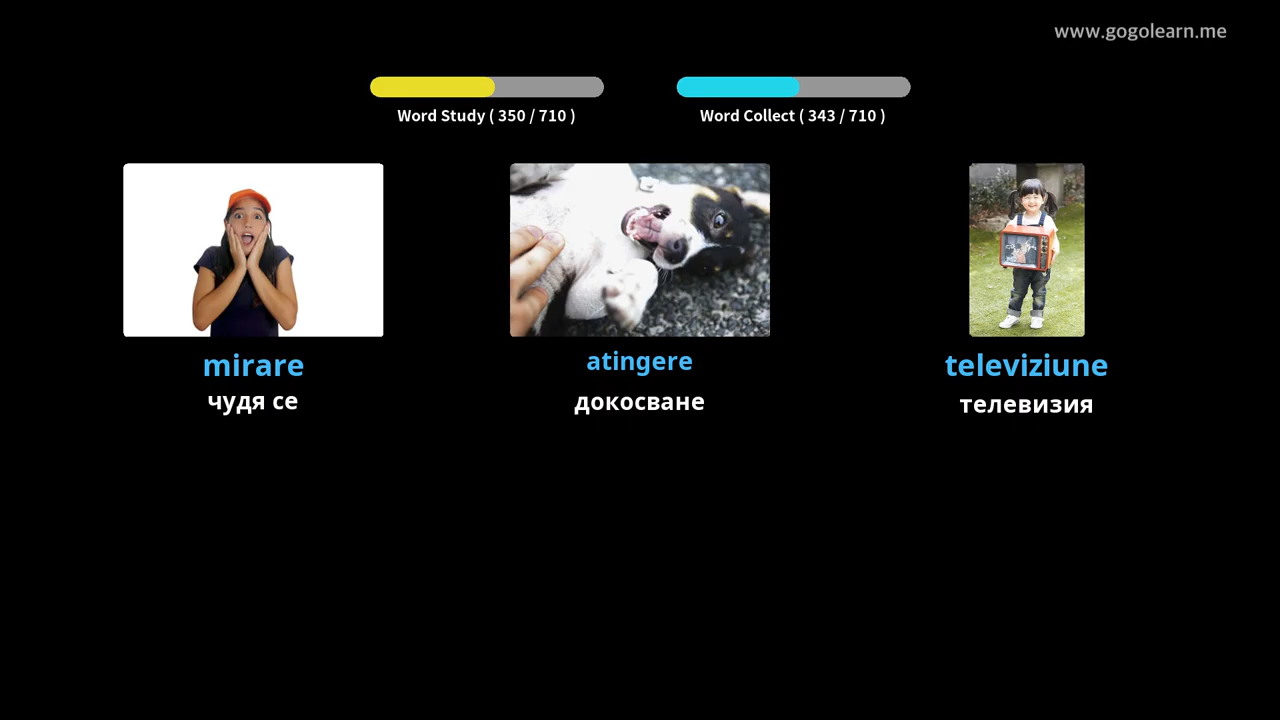 www.gogolearn.me
Word Study ( 350 / 710 )
Word Collect ( 343 / 710 )
mirare
чудя се
atingere
докосване
televiziune
телевизия